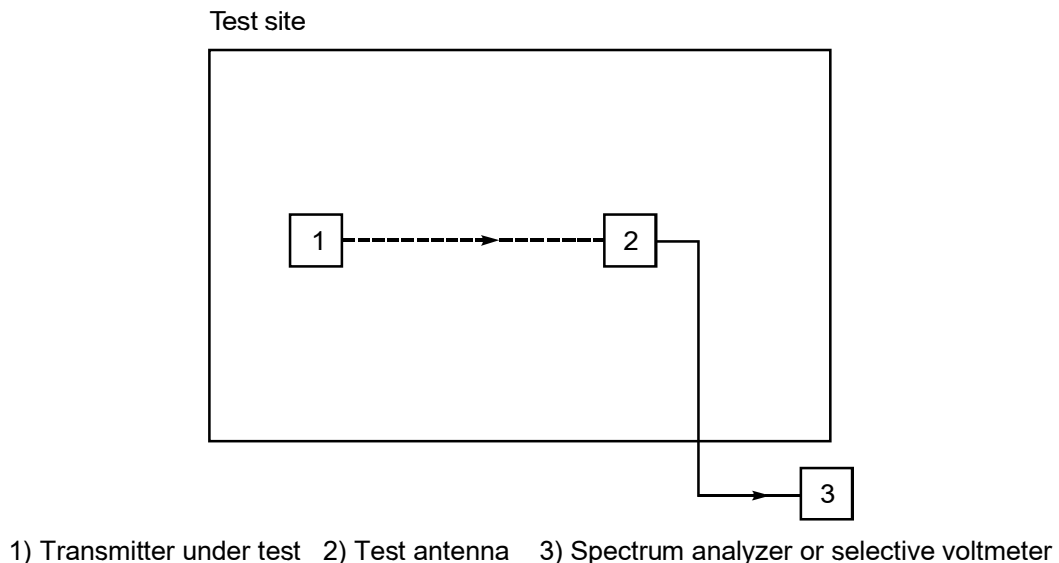 Test site
1
2
3
1) Transmitter under test 2) Test antenna 3) Spectrum analyzer or selective voltmeter